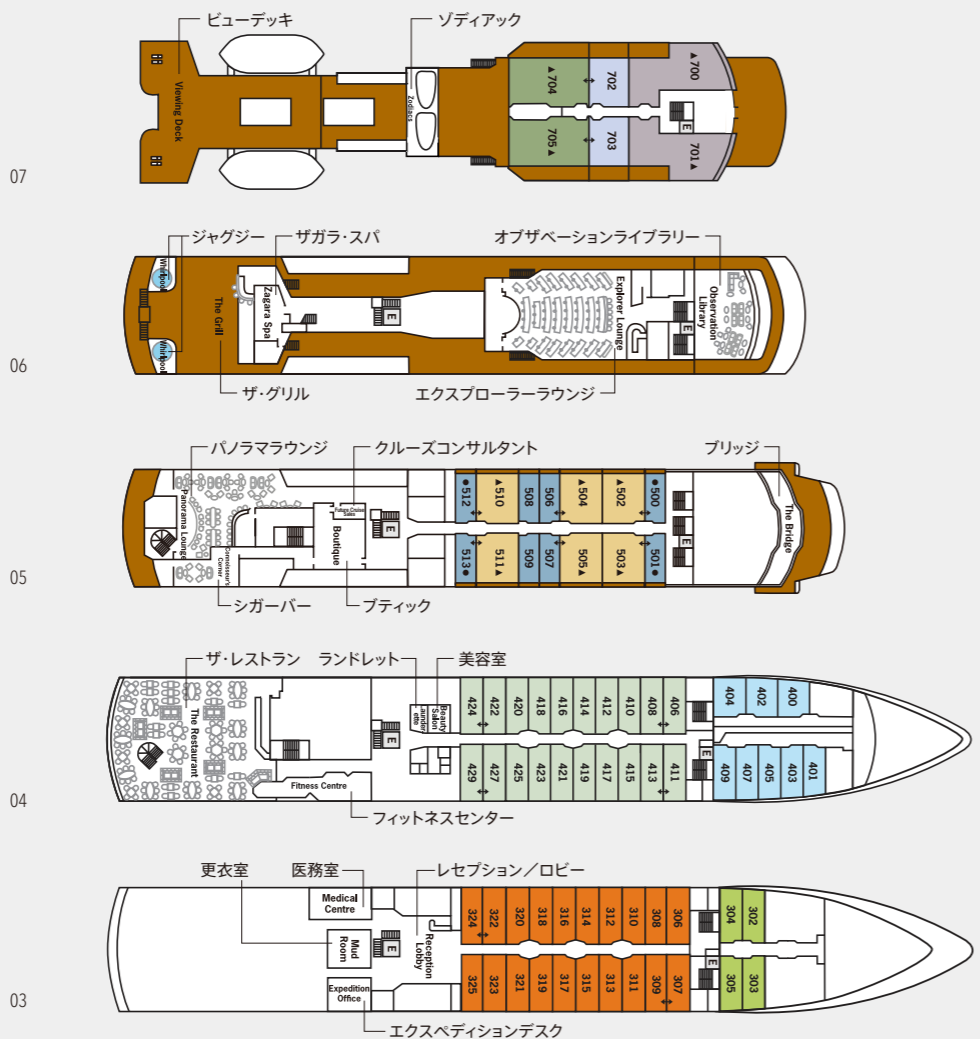 ビューデッキ
ゾディアック
Viewing Deck
Zodiacs
▲704
702
▲700
705▲
703
701▲
E
07
ジャグジー
ザガラ・スパ
オブザベーションライブラリー
Whirlpool
Whirlpool
The Grill
Zagara Spa
E
Explorer Lounge
E
Observation
Library
06
ザ・グリル
エクスプローラーラウンジ
パノラマラウンジ
クルーズコンサルタント
ブリッジ
Panorama Lounge
Connoisseur's
Corner
Future Cruise
Sales
Boutique
E
●512
▲510
508
506
▲504
▲502
●500
513●
511▲
509
507
505▲
503▲
501●
E
The Bridge
05
シガーバー
ブティック
ザ・レストラン
ランドレット
美容室
The Restaurant
Fitness Centre
E
Launder
ette
Beauty
Salon
424
422
420
418
416
414
412
410
408
406
429
427
425
423
421
419
417
415
413
411
E
404
402
400
409
407
405
403
401
04
フィットネスセンター
更衣室
医務室
レセプション／ロビー
Medical
Centre
Mud
Room
E
Expedition
Office
Reception
Lobby
324
322
320
318
316
314
312
310
308
306
325
323
321
319
317
315
313
311
309
307
E
304
302
305
303
03
エクスペディションデスク